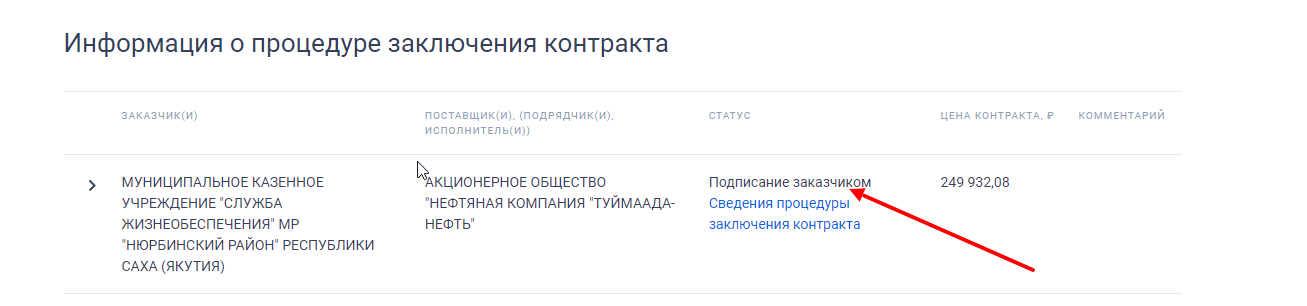 Информация о процедуре заключения контракта
ЗАКАЗЧИК(И)
ПОСТАВЩИК(И), (ПОДРЯДЧИК(И),
ИСПОЛНИТЕЛЬ(И))
СТАТУС
ЦЕНА КОНТРАКТА, ₽
КОММЕНТАРИЙ
МУНИЦИПАЛЬНОЕ КАЗЕННОЕ
УЧРЕЖДЕНИЕ "СЛУЖБА
ЖИЗНЕОБЕСПЕЧЕНИЯ" МР
"НЮРБИНСКИЙ РАЙОН" РЕСПУБЛИКИ
САХА (ЯКУТИЯ)
АКЦИОНЕРНОЕ ОБЩЕСТВО
"НЕФТЯНАЯ КОМПАНИЯ "ТУЙМААДА-
НЕФТЬ"
Подписание заказчиком
Сведения процедуры
заключения контракта
249 932,08